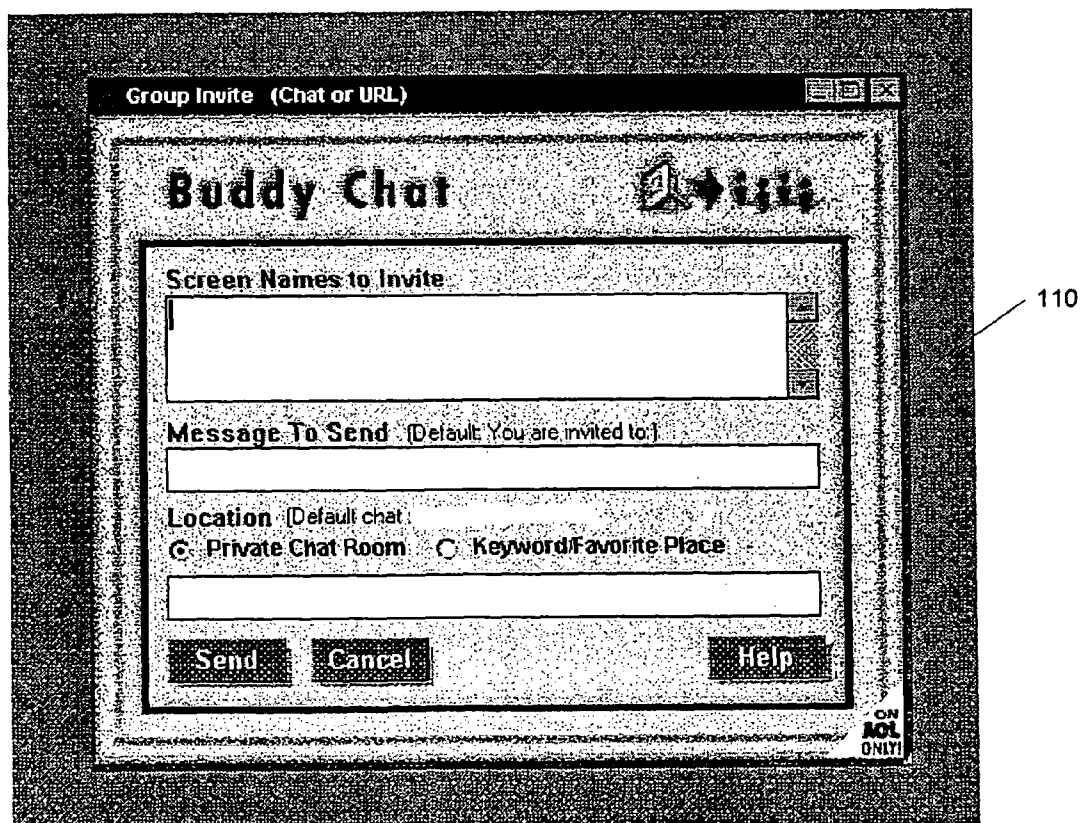 Group Invite (Chat or URL)
Buddy Chat
Screen Names to Invite
110
Message To Send [Default: You are invited to:]
Location [Default chat:
Private Chat Room Keyword/Favorite Place
Send Cancel Help
ON
AOL
ONLY!